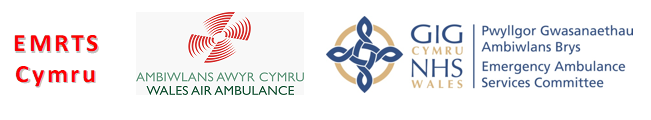 EMRTS
Cymru
AMBIWLANS AWYR CYMRU
WALES AIR AMBULANCE
GIG
CYMRU
NHS
WALES
Pwyllgor Gwasanaethau
Ambiwlans Brys
Emergency Ambulance
Services Committee